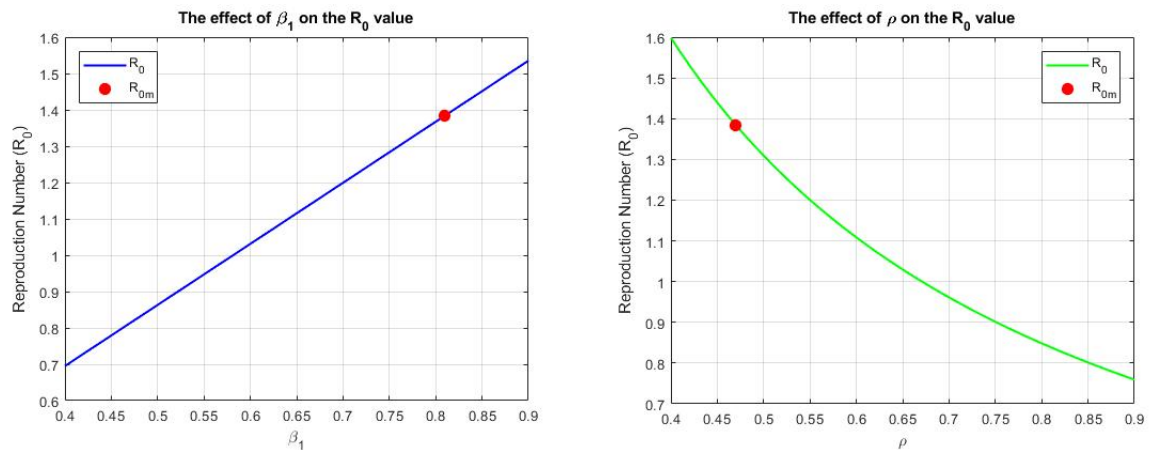 The effect of β₁ on the R₀ value
R₀
R₀ₘ
Reproduction Number (R₀)
1.6
1.5
1.4
1.3
1.2
1.1
1
0.9
0.8
0.7
0.6
0.4 0.45 0.5 0.55 0.6 0.65 0.7 0.75 0.8 0.85 0.9
β₁
The effect of ρ on the R₀ value
R₀
R₀ₘ
Reproduction Number (R₀)
1.6
1.5
1.4
1.3
1.2
1.1
1
0.9
0.8
0.7
0.4 0.45 0.5 0.55 0.6 0.65 0.7 0.75 0.8 0.85 0.9
ρ